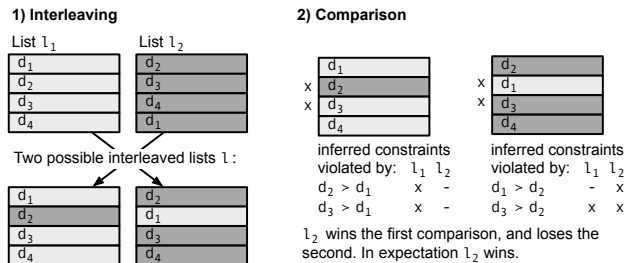 1) Interleaving
List l₁
List l₂
d₁
d₂
d₃
d₄
d₂
d₃
d₄
d₁
Two possible interleaved lists l :
d₁
d₂
d₃
d₄
d₂
d₁
d₃
d₄
2) Comparison
d₁
x d₂
x d₃
d₄
inferred constraints
violated by: l₁ l₂
d₂ > d₁ x -
d₃ > d₁ x -
d₂
x d₁
x d₃
d₄
inferred constraints
violated by: l₁ l₂
d₁ > d₂ - x
d₃ > d₂ x x
l₂ wins the first comparison, and loses the
second. In expectation l₂ wins.